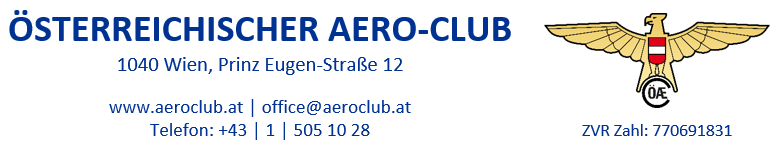 ÖSTERREICHISCHER AERO-CLUB
1040 Wien, Prinz Eugen-Straße 12
www.aeroclub.at | office@aeroclub.at
Telefon: +43 | 1 | 505 10 28
ÖAE
ZVR Zahl: 770691831